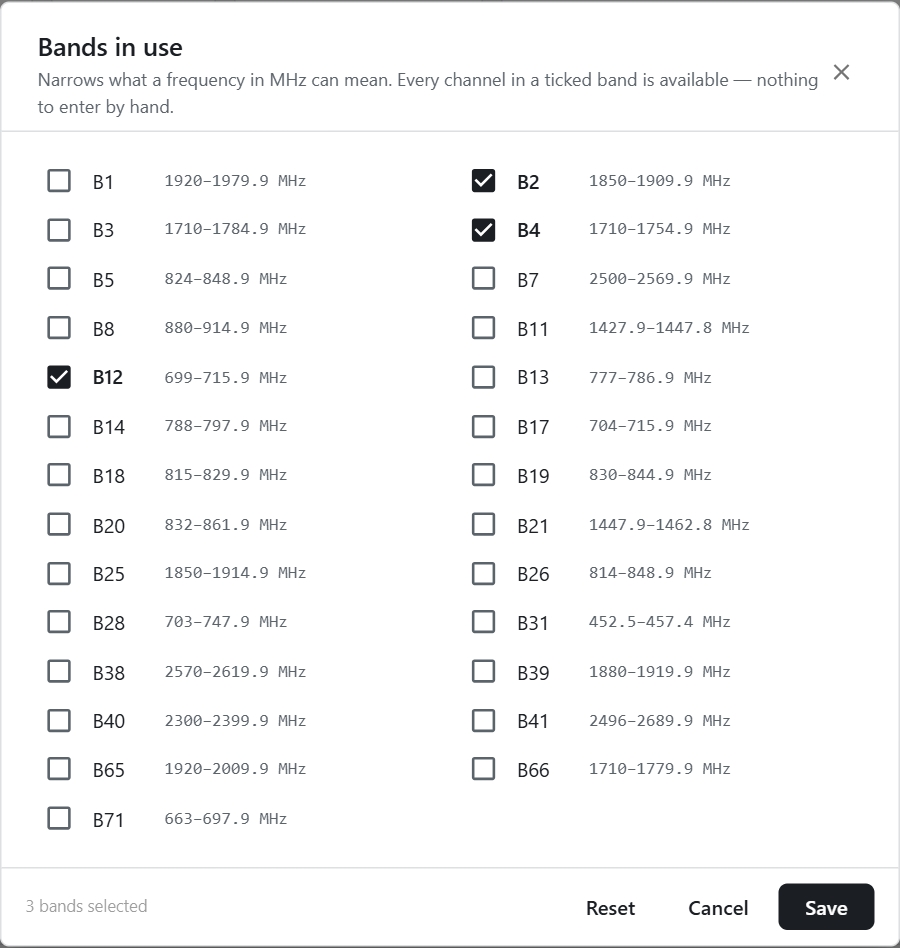 Bands in use
Narrows what a frequency in MHz can mean. Every channel in a ticked band is available — nothing
to enter by hand.
B1 1920–1979.9 MHz
B2 1850–1909.9 MHz
B3 1710–1784.9 MHz
B4 1710–1754.9 MHz
B5 824–848.9 MHz
B7 2500–2569.9 MHz
B8 880–914.9 MHz
B11 1427.9–1447.8 MHz
B12 699–715.9 MHz
B13 777–786.9 MHz
B14 788–797.9 MHz
B17 704–715.9 MHz
B18 815–829.9 MHz
B19 830–844.9 MHz
B20 832–861.9 MHz
B21 1447.9–1462.8 MHz
B25 1850–1914.9 MHz
B26 814–848.9 MHz
B28 703–747.9 MHz
B31 452.5–457.4 MHz
B38 2570–2619.9 MHz
B39 1880–1919.9 MHz
B40 2300–2399.9 MHz
B41 2496–2689.9 MHz
B65 1920–2009.9 MHz
B66 1710–1779.9 MHz
B71 663–697.9 MHz
3 bands selected
Reset
Cancel
Save